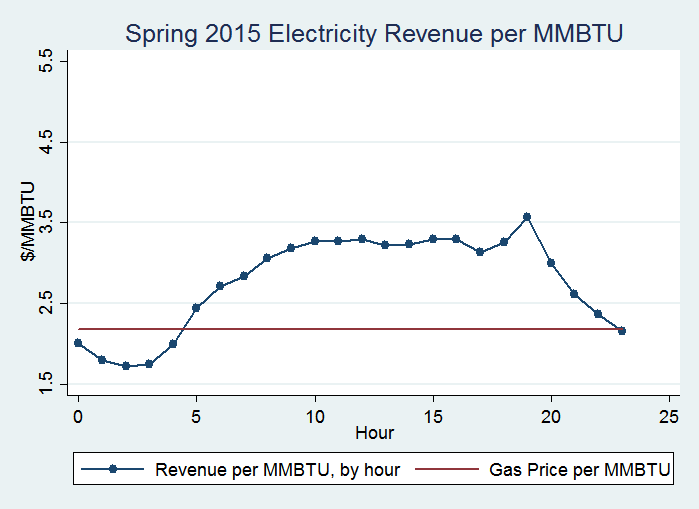 Spring 2015 Electricity Revenue per MMBTU
5.5
4.5
3.5
2.5
1.5
$/MMBTU
0 5 10 15 20 25
Hour
Revenue per MMBTU, by hour Gas Price per MMBTU